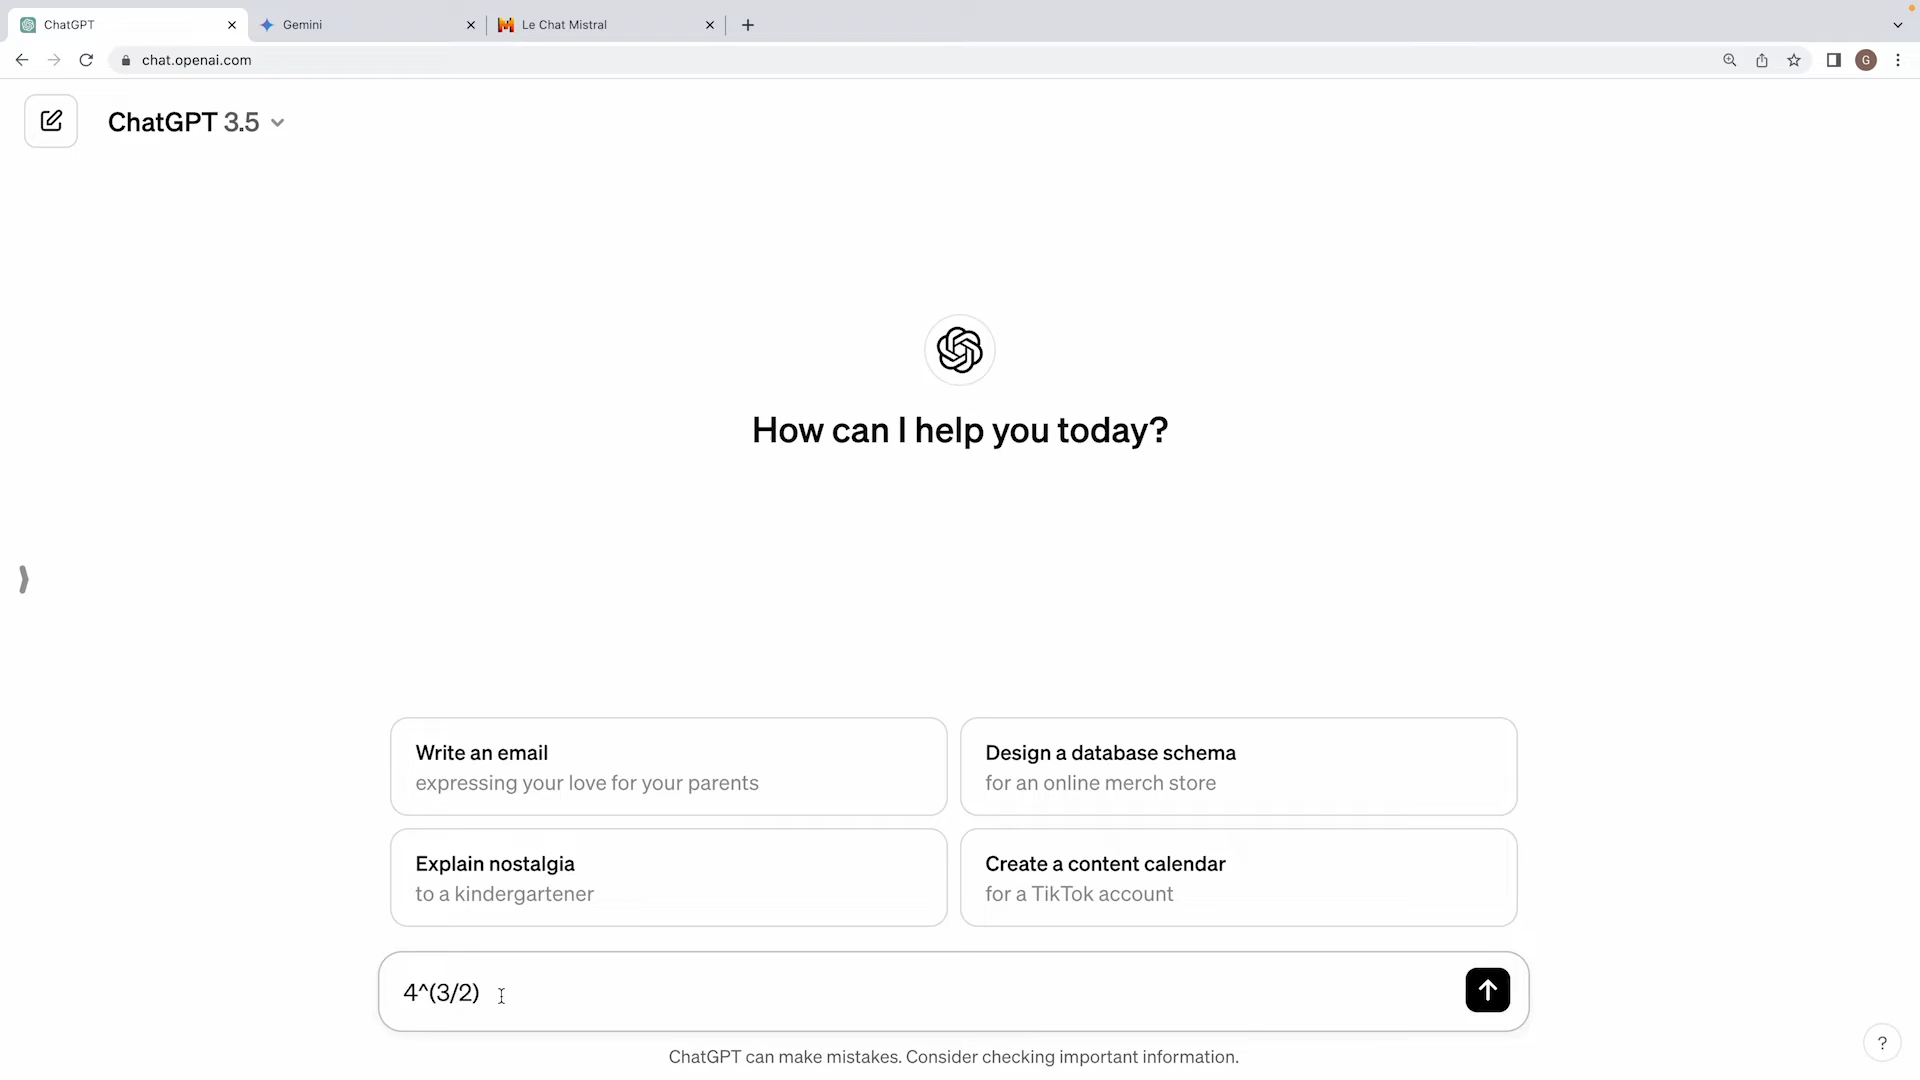 ChatGPT
Gemini
Le Chat Mistral
chat.openai.com
G
ChatGPT 3.5
How can I help you today?
Write an email
expressing your love for your parents
Design a database schema
for an online merch store
Explain nostalgia
to a kindergartener
Create a content calendar
for a TikTok account
4^(3/2)
ChatGPT can make mistakes. Consider checking important information.
?